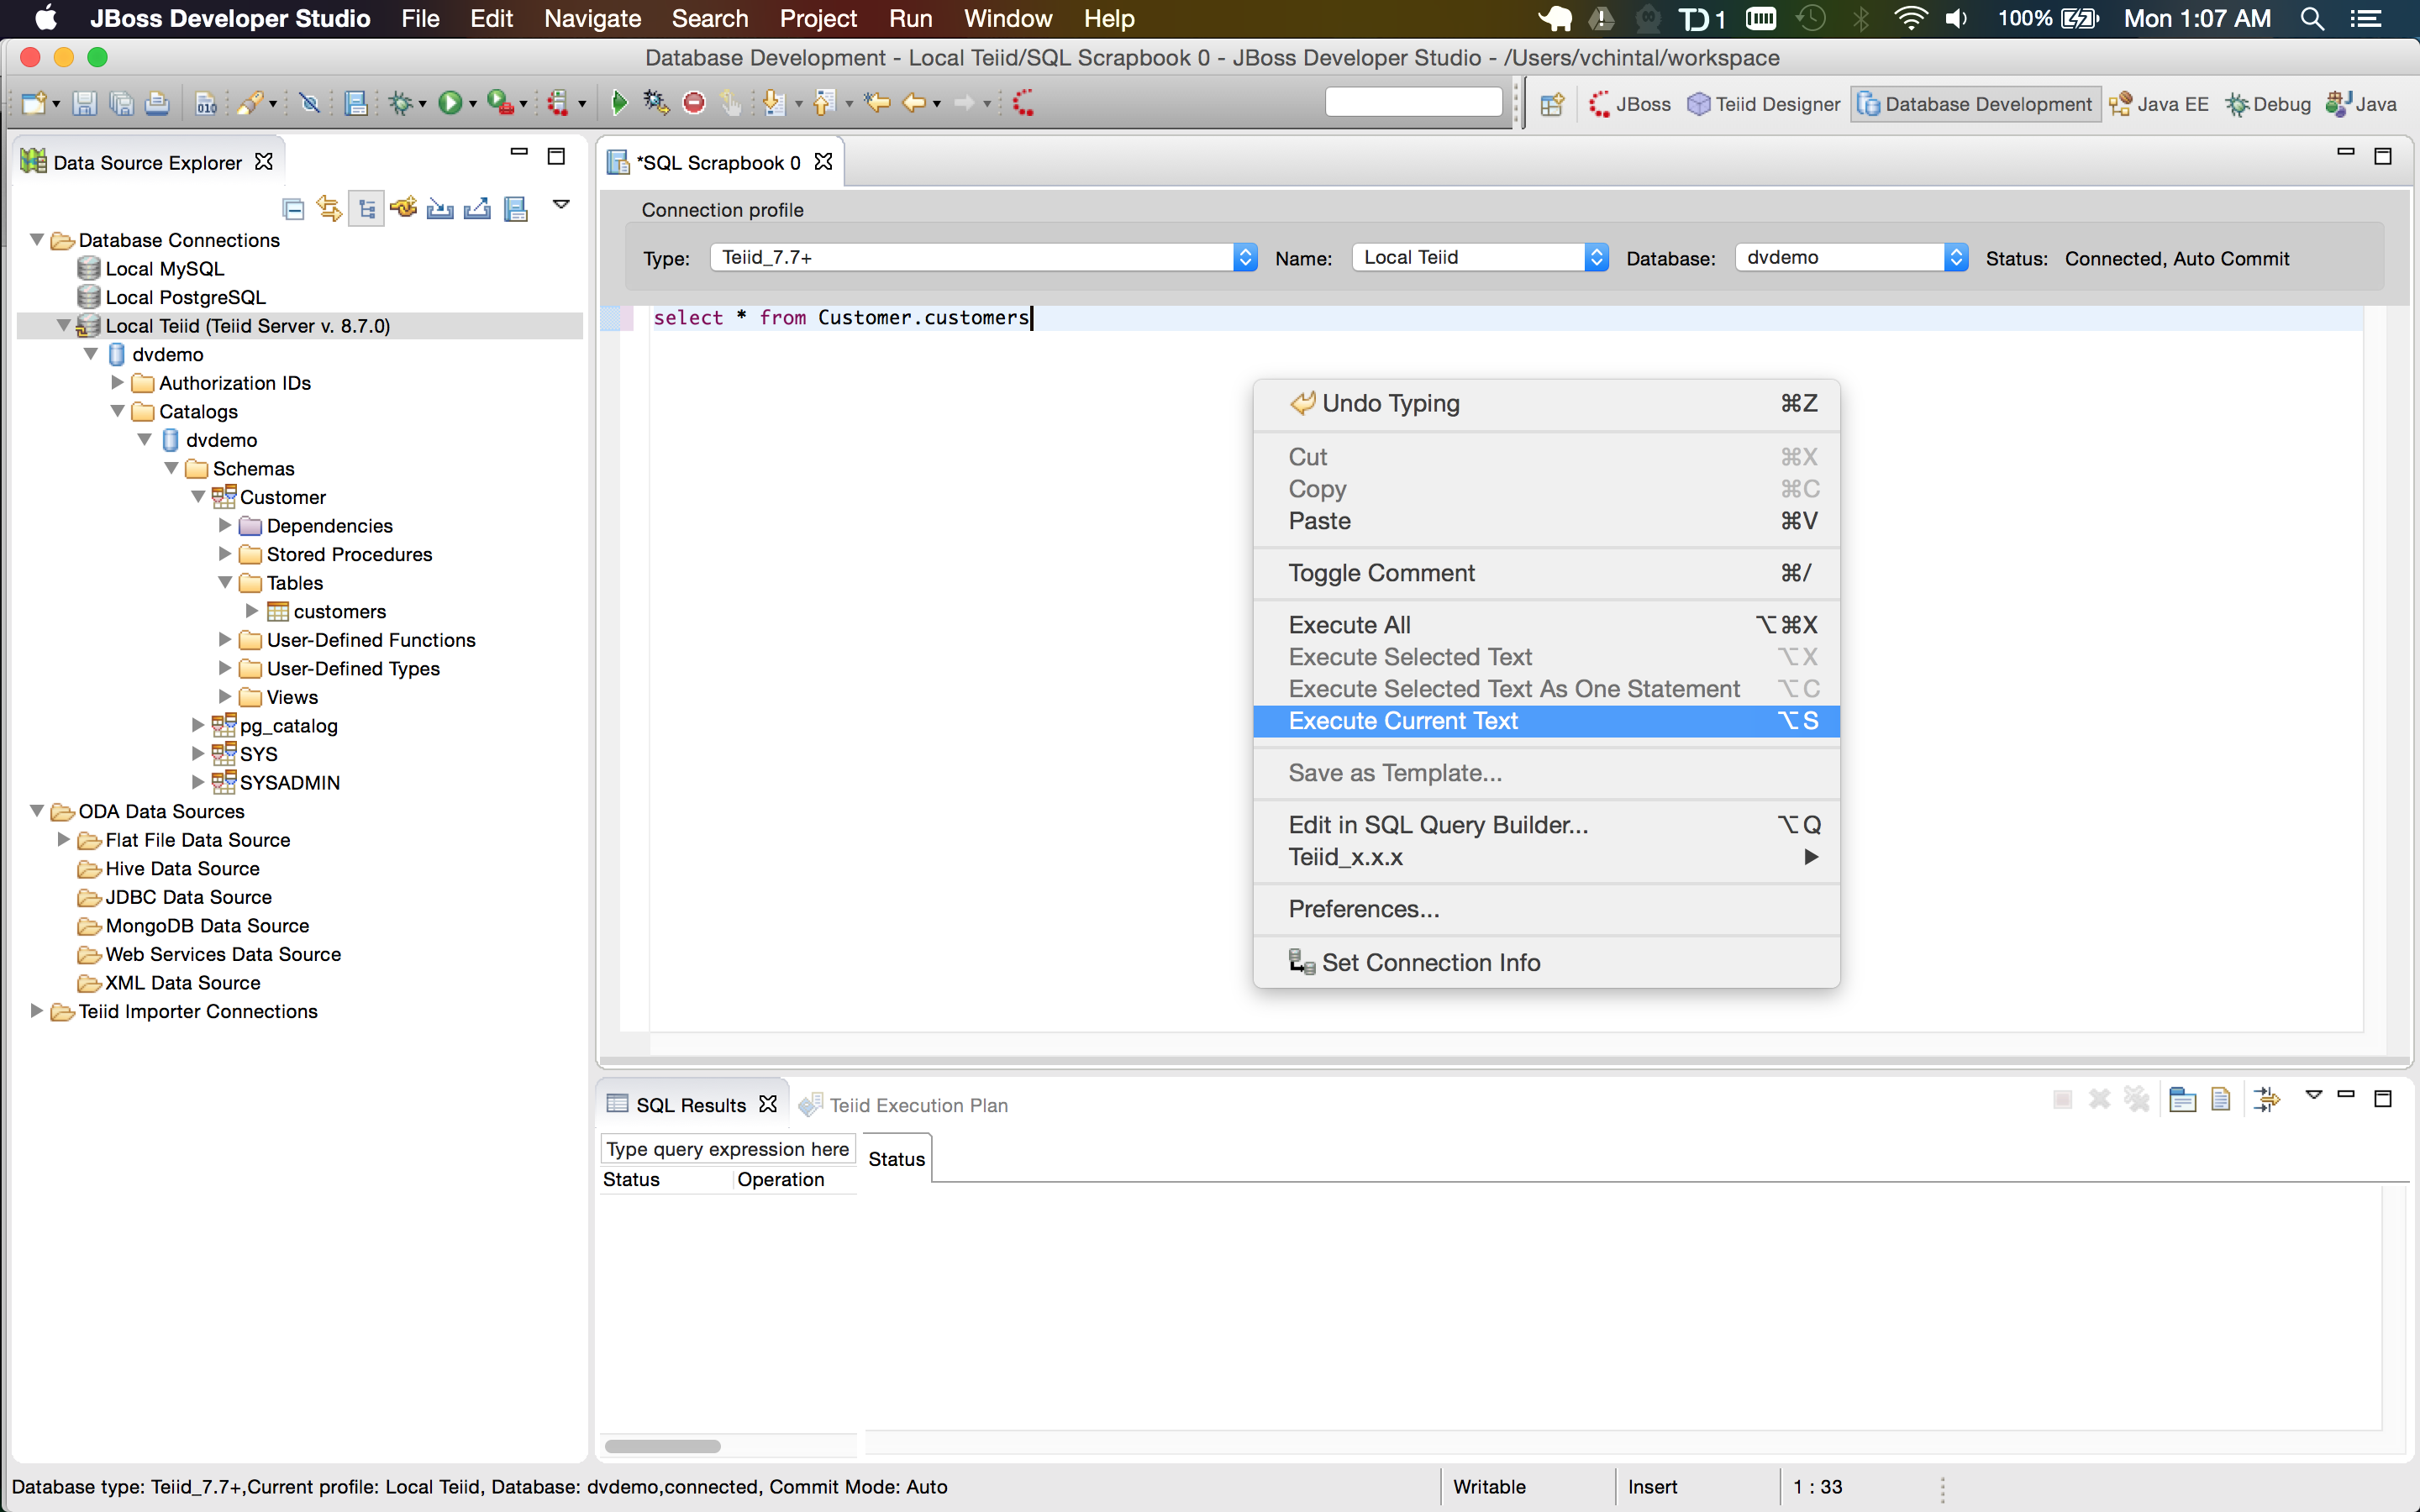 JBoss Developer Studio File Edit Navigate Search Project Run Window Help 1 100% Mon 1:07 AM
Database Development - Local Teiid/SQL Scrapbook 0 - JBoss Developer Studio - /Users/vchintal/workspace
010 JBoss Teiid Designer Database Development Java EE Debug Java
Data Source Explorer
Database Connections
Local MySQL
Local PostgreSQL
Local Teiid (Teiid Server v. 8.7.0)
dvdemo
Authorization IDs
Catalogs
dvdemo
Schemas
Customer
Dependencies
Stored Procedures
Tables
customers
User-Defined Functions
User-Defined Types
Views
pg_catalog
SYS
SYSADMIN
ODA Data Sources
Flat File Data Source
Hive Data Source
JDBC Data Source
MongoDB Data Source
Web Services Data Source
XML Data Source
Teiid Importer Connections
*SQL Scrapbook 0
Connection profile
Type: Teiid_7.7+ Name: Local Teiid Database: dvdemo Status: Connected, Auto Commit
select * from Customer.customers
Undo Typing ⌘Z
Cut ⌘X
Copy ⌘C
Paste ⌘V
Toggle Comment ⌘/
Execute All ⌥⌘X
Execute Selected Text ⌥X
Execute Selected Text As One Statement ⌥C
Execute Current Text ⌥S
Save as Template...
Edit in SQL Query Builder... ⌥Q
Teiid_x.x.x
Preferences...
Set Connection Info
SQL Results Teiid Execution Plan
Type query expression here
Status Operation
Status
Database type: Teiid_7.7+,Current profile: Local Teiid, Database: dvdemo,connected, Commit Mode: Auto Writable Insert 1 : 33